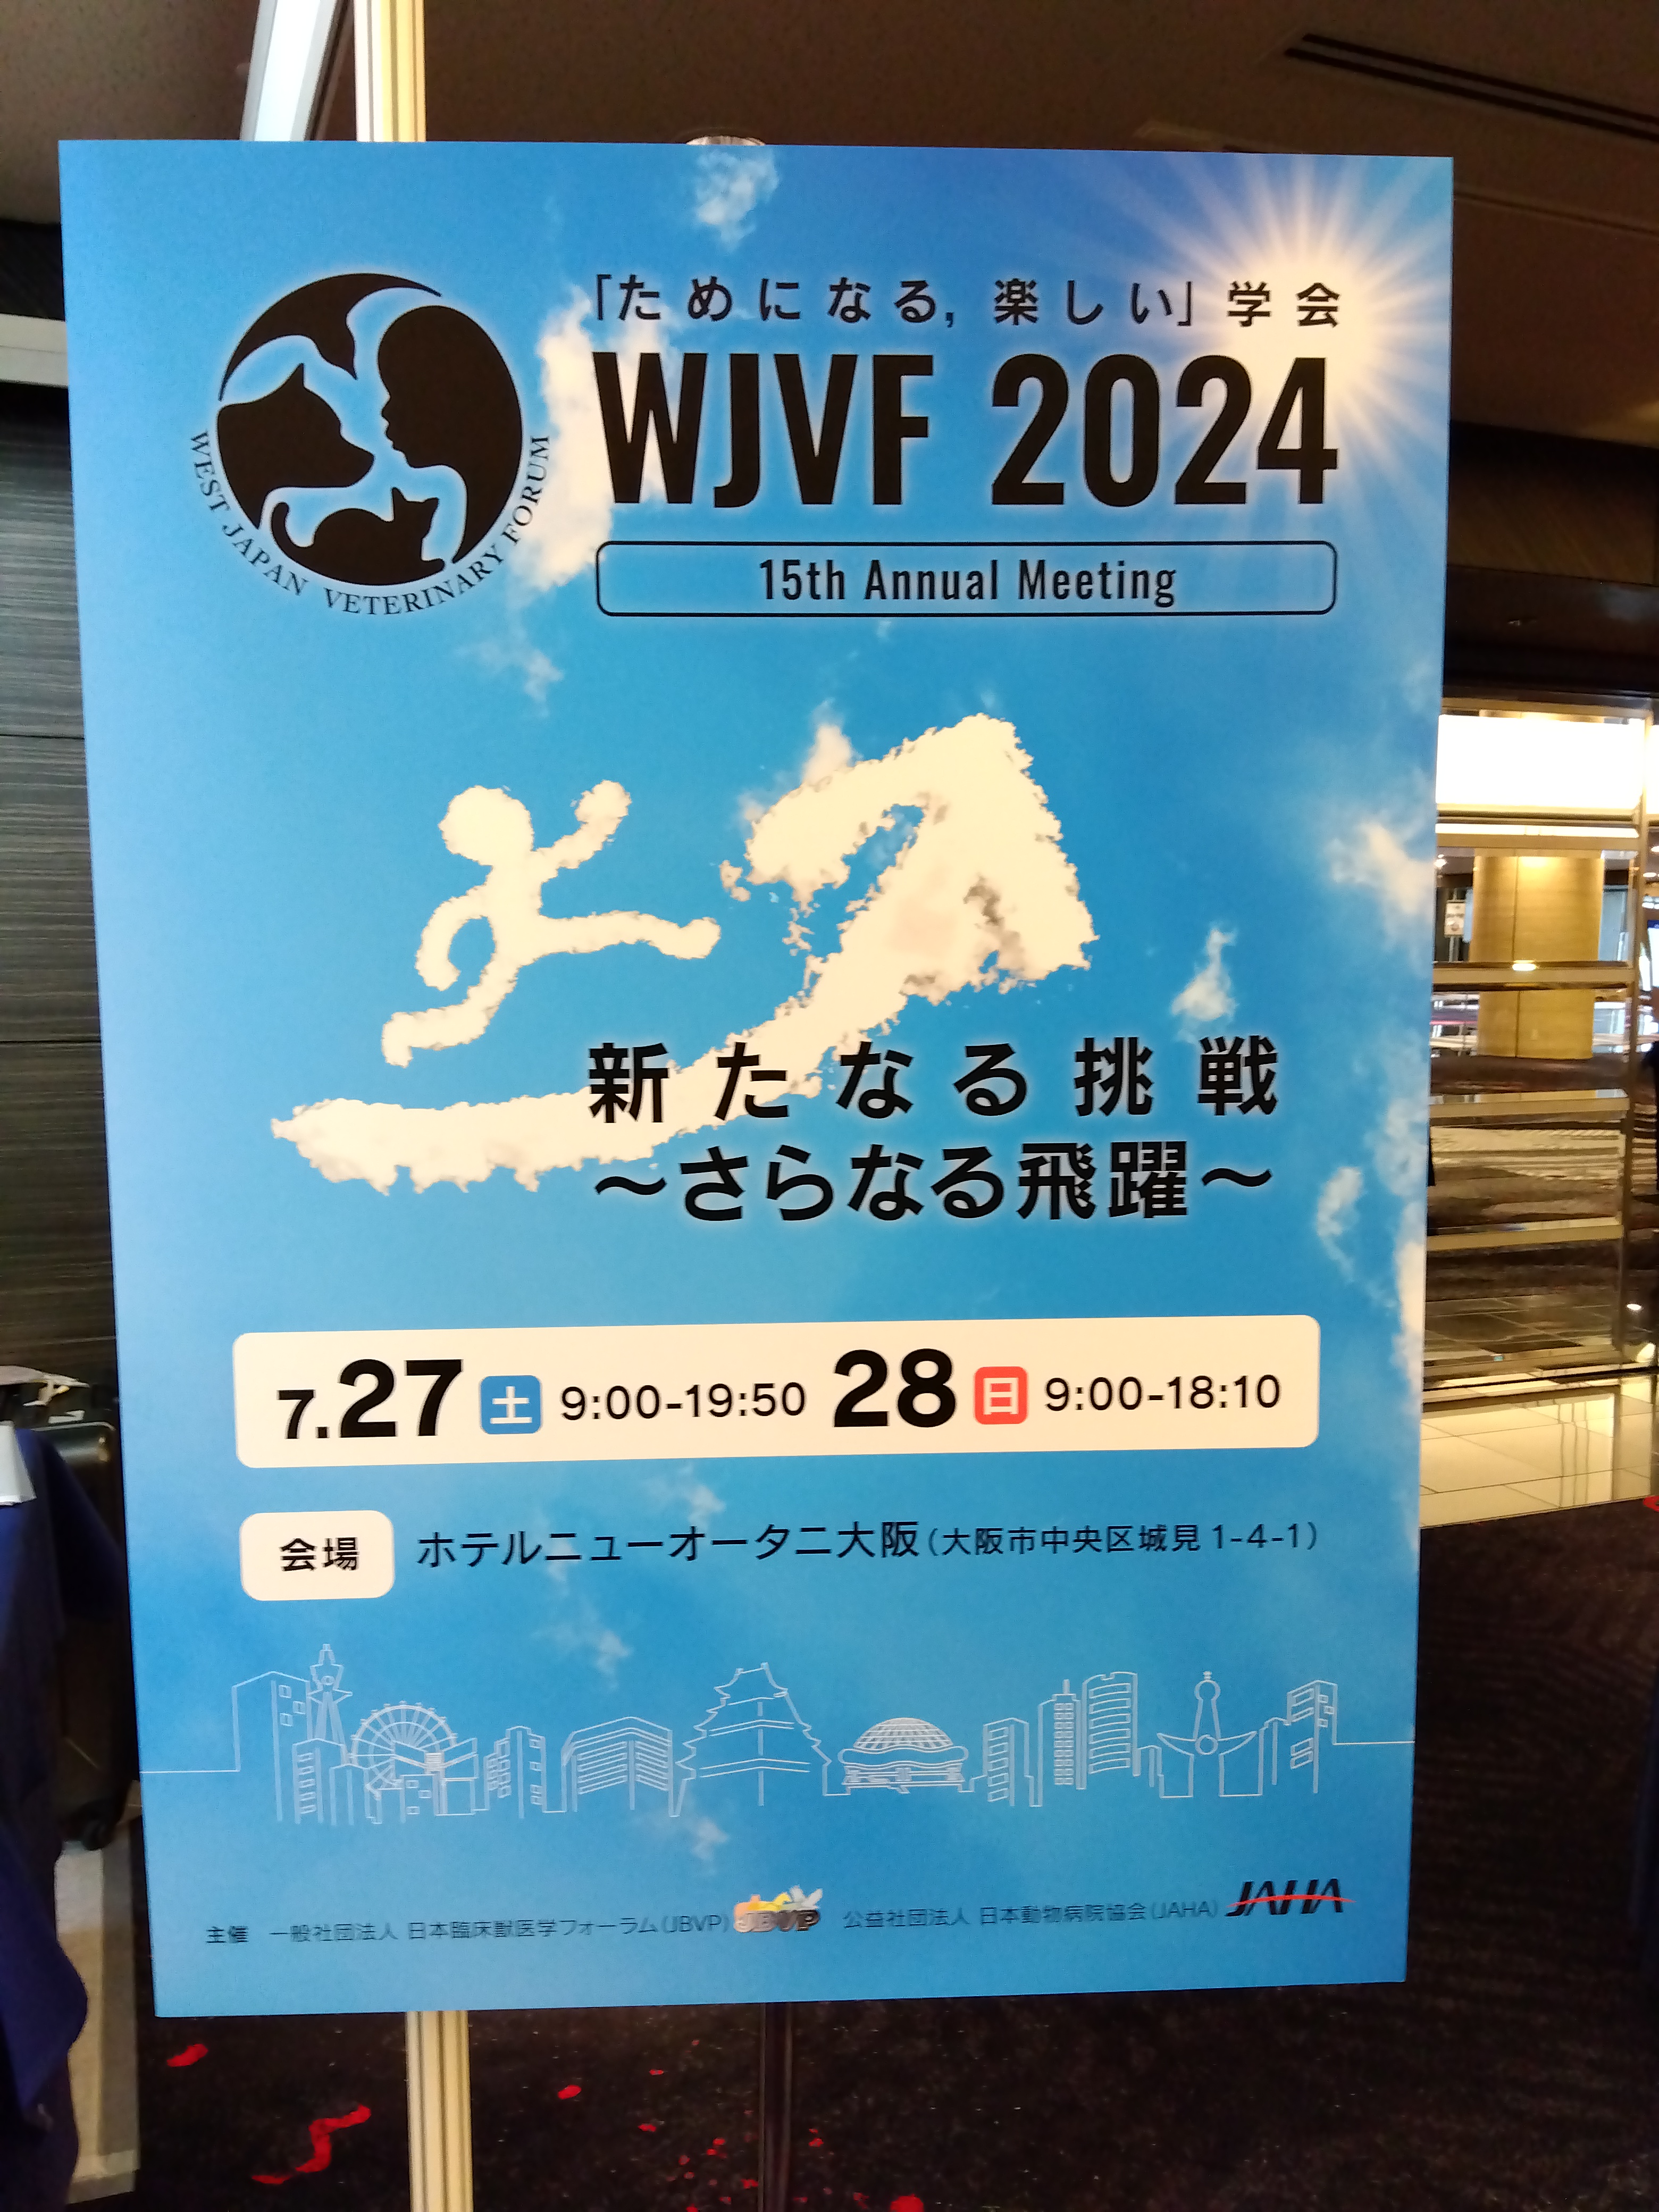 「ためになる, 楽しい」学会
WJVF 2024
15th Annual Meeting
WEST JAPAN VETERINARY FORUM
新たなる挑戦
～さらなる飛躍～
7.27 土 9:00-19:50 28 日 9:00-18:10
会場 ホテルニューオータニ大阪(大阪市中央区城見 1-4-1)
主催 一般社団法人 日本臨床獣医学フォーラム(JBVP) JBVP 公益社団法人 日本動物病院協会(JAHA) JAHA